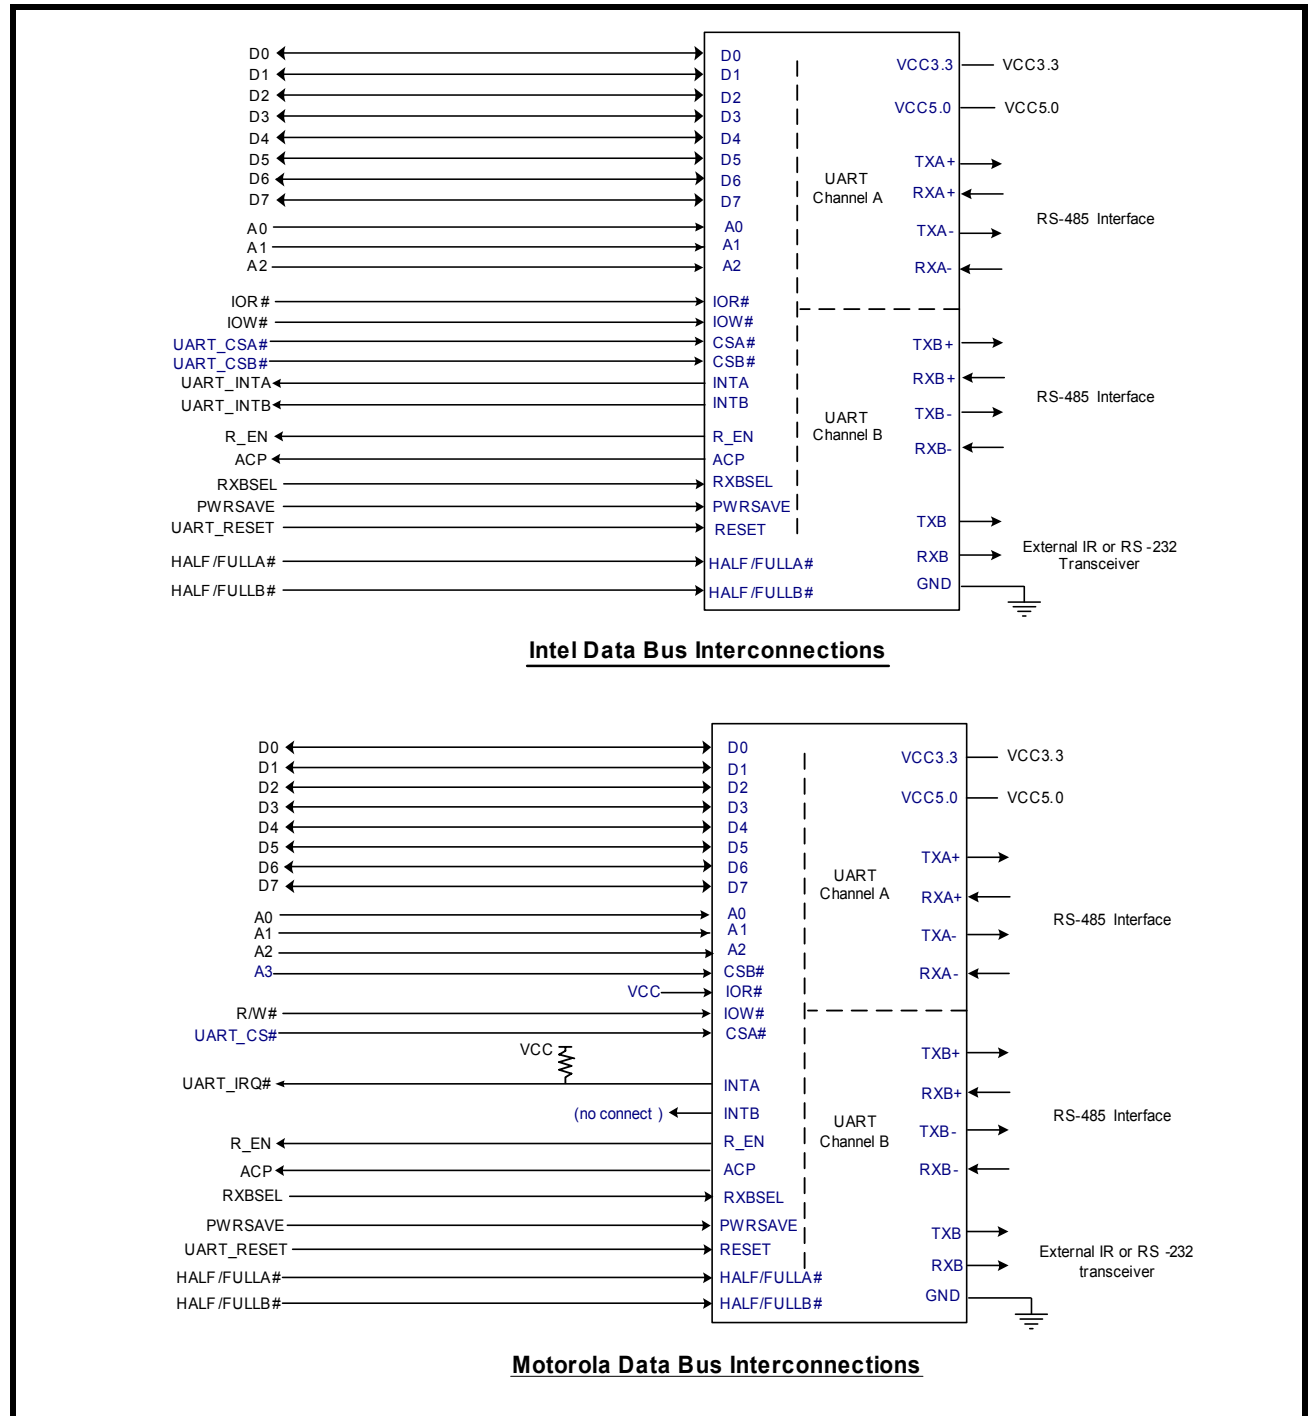 D0 D0 VCC3.3 VCC3.3
D1 D1
D2 D2 VCC5.0 VCC5.0
D3 D3
D4 D4
D5 D5 TXA+
D6 D6 UART
D7 D7 Channel A RXA+
RS-485 Interface
A0 A0 TXA-
A1 A1
A2 A2 RXA-
IOR# IOR#
IOW# IOW#
UART_CSA# CSA# TXB+
UART_CSB# CSB#
UART_INTA INTA RXB+
RS-485 Interface
UART_INTB INTB TXB-
UART
Channel B
R_EN R_EN RXB-
ACP ACP
RXBSEL RXBSEL
PWRSAVE PWRSAVE
UART_RESET RESET TXB
External IR or RS -232
Transceiver
HALF/FULLA# HALF/FULLA# RXB
HALF/FULLB# HALF/FULLB# GND
Intel Data Bus Interconnections
D0 D0 VCC3.3 VCC3.3
D1 D1
D2 D2
D3 D3 VCC5.0 VCC5.0
D4 D4
D5 D5 TXA+
D6 D6 UART
D7 D7 Channel A RXA+
A0 A0 RS-485 Interface
A1 A1 TXA-
A2 A2
A3 CSB# RXA-
VCC IOR#
R/W# IOW#
UART_CS# CSA#
VCC TXB+
UART_IRQ# INTA RXB+
(no connect ) INTB RS-485 Interface
UART TXB-
R_EN R_EN Channel B
ACP ACP RXB-
RXBSEL RXBSEL
PWRSAVE PWRSAVE TXB
UART_RESET RESET External IR or RS -232
transceiver
RXB
HALF/FULLA# HALF/FULLA#
HALF/FULLB# HALF/FULLB# GND
Motorola Data Bus Interconnections